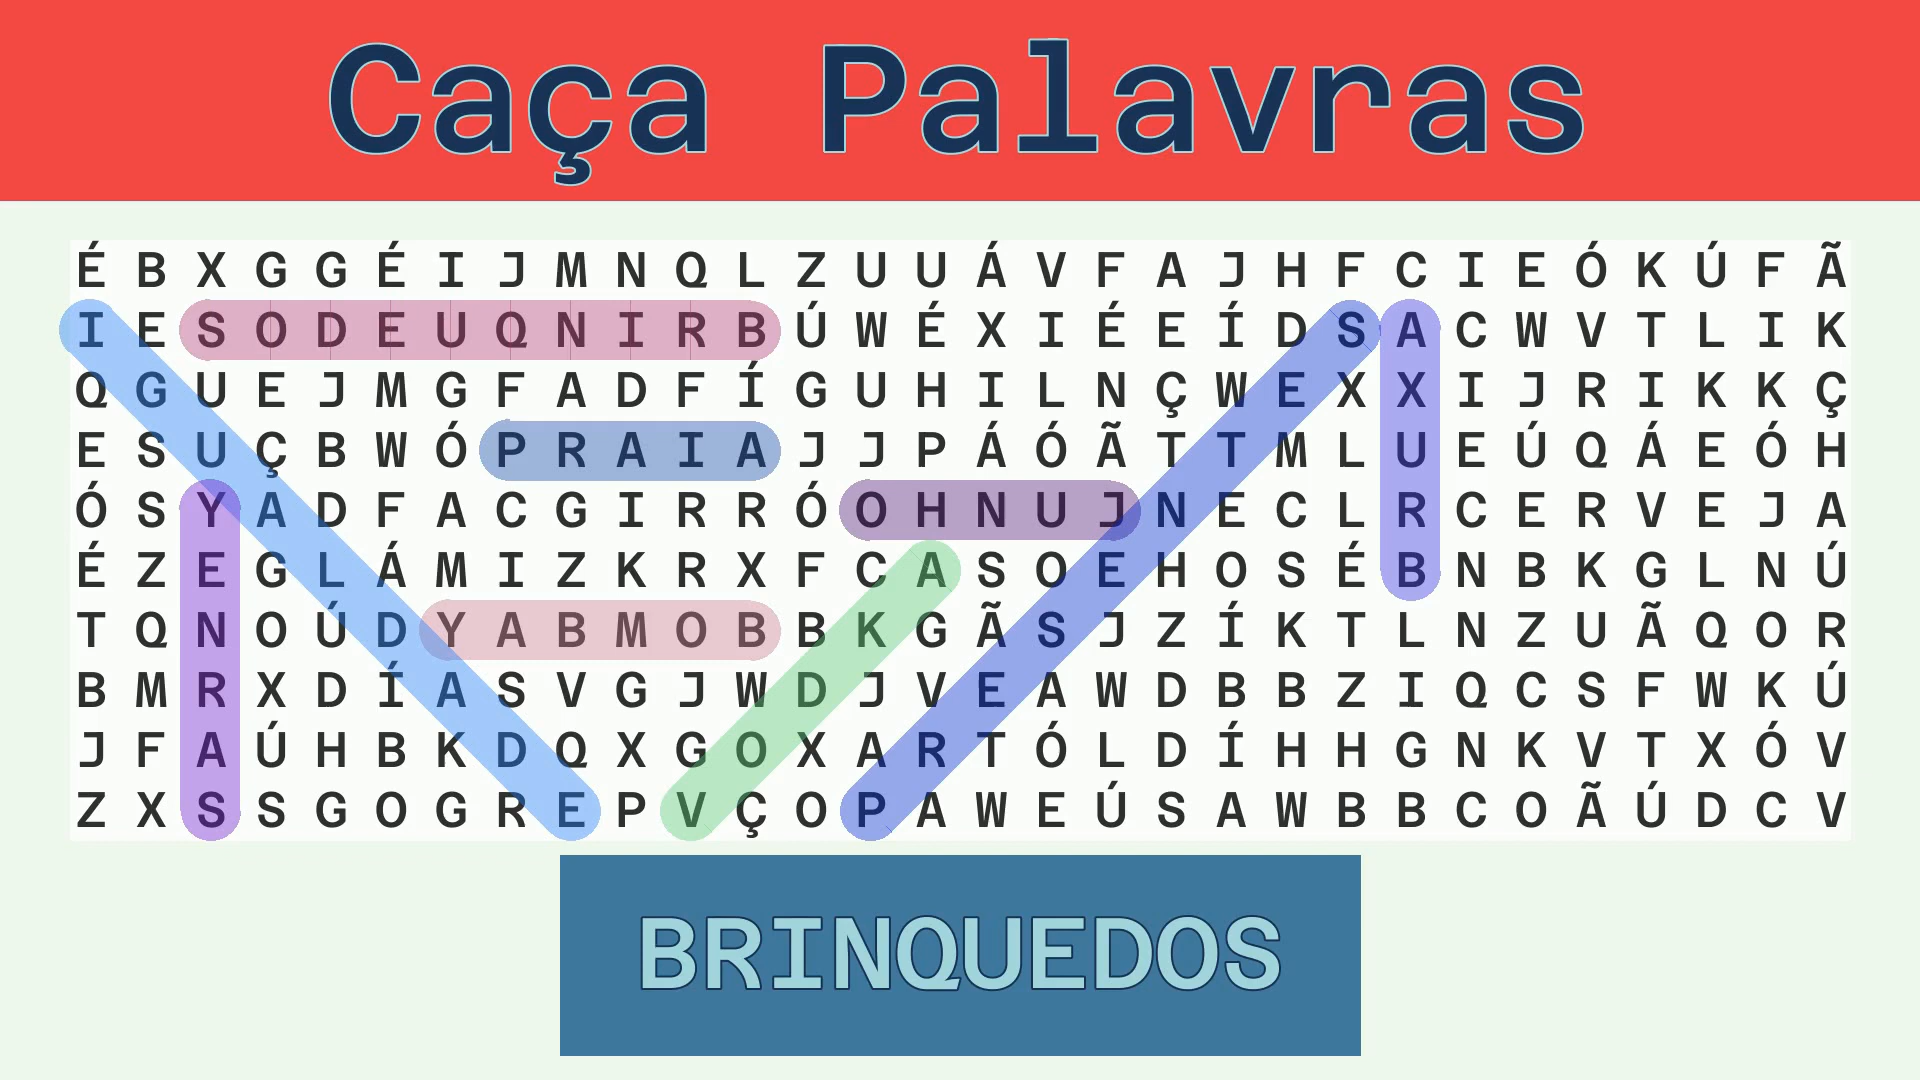 Caça Palavras
É B X G G É I J M N Q L Z U U Á V F A J H F C I E Ó K Ú F Ã
I E S O D E U Q N I R B Ú W É X I É E Í D S A C W V T L I K
Q G U E J M G F A D F Í G U H I L N Ç W E X X I J R I K K Ç
E S U Ç B W Ó P R A I A J J P Á Ó Ã T T M L U E Ú Q Á E Ó H
Ó S Y A D F A C G I R R Ó O H N U J N E C L R C E R V E J A
É Z E G L Á M I Z K R X F C A S O E H O S É B N B K G L N Ú
T Q N O Ú D Y A B M O B B K G Ã S J Z Í K T L N Z U Ã Q O R
B M R X D Í A S V G J W D J V E A W D B B Z I Q C S F W K Ú
J F A Ú H B K D Q X G O X A R T Ó L D Í H H G N K V T X Ó V
Z X S S G O G R E P V Ç O P A W E Ú S A W B B C O Ã Ú D C V
BRINQUEDOS